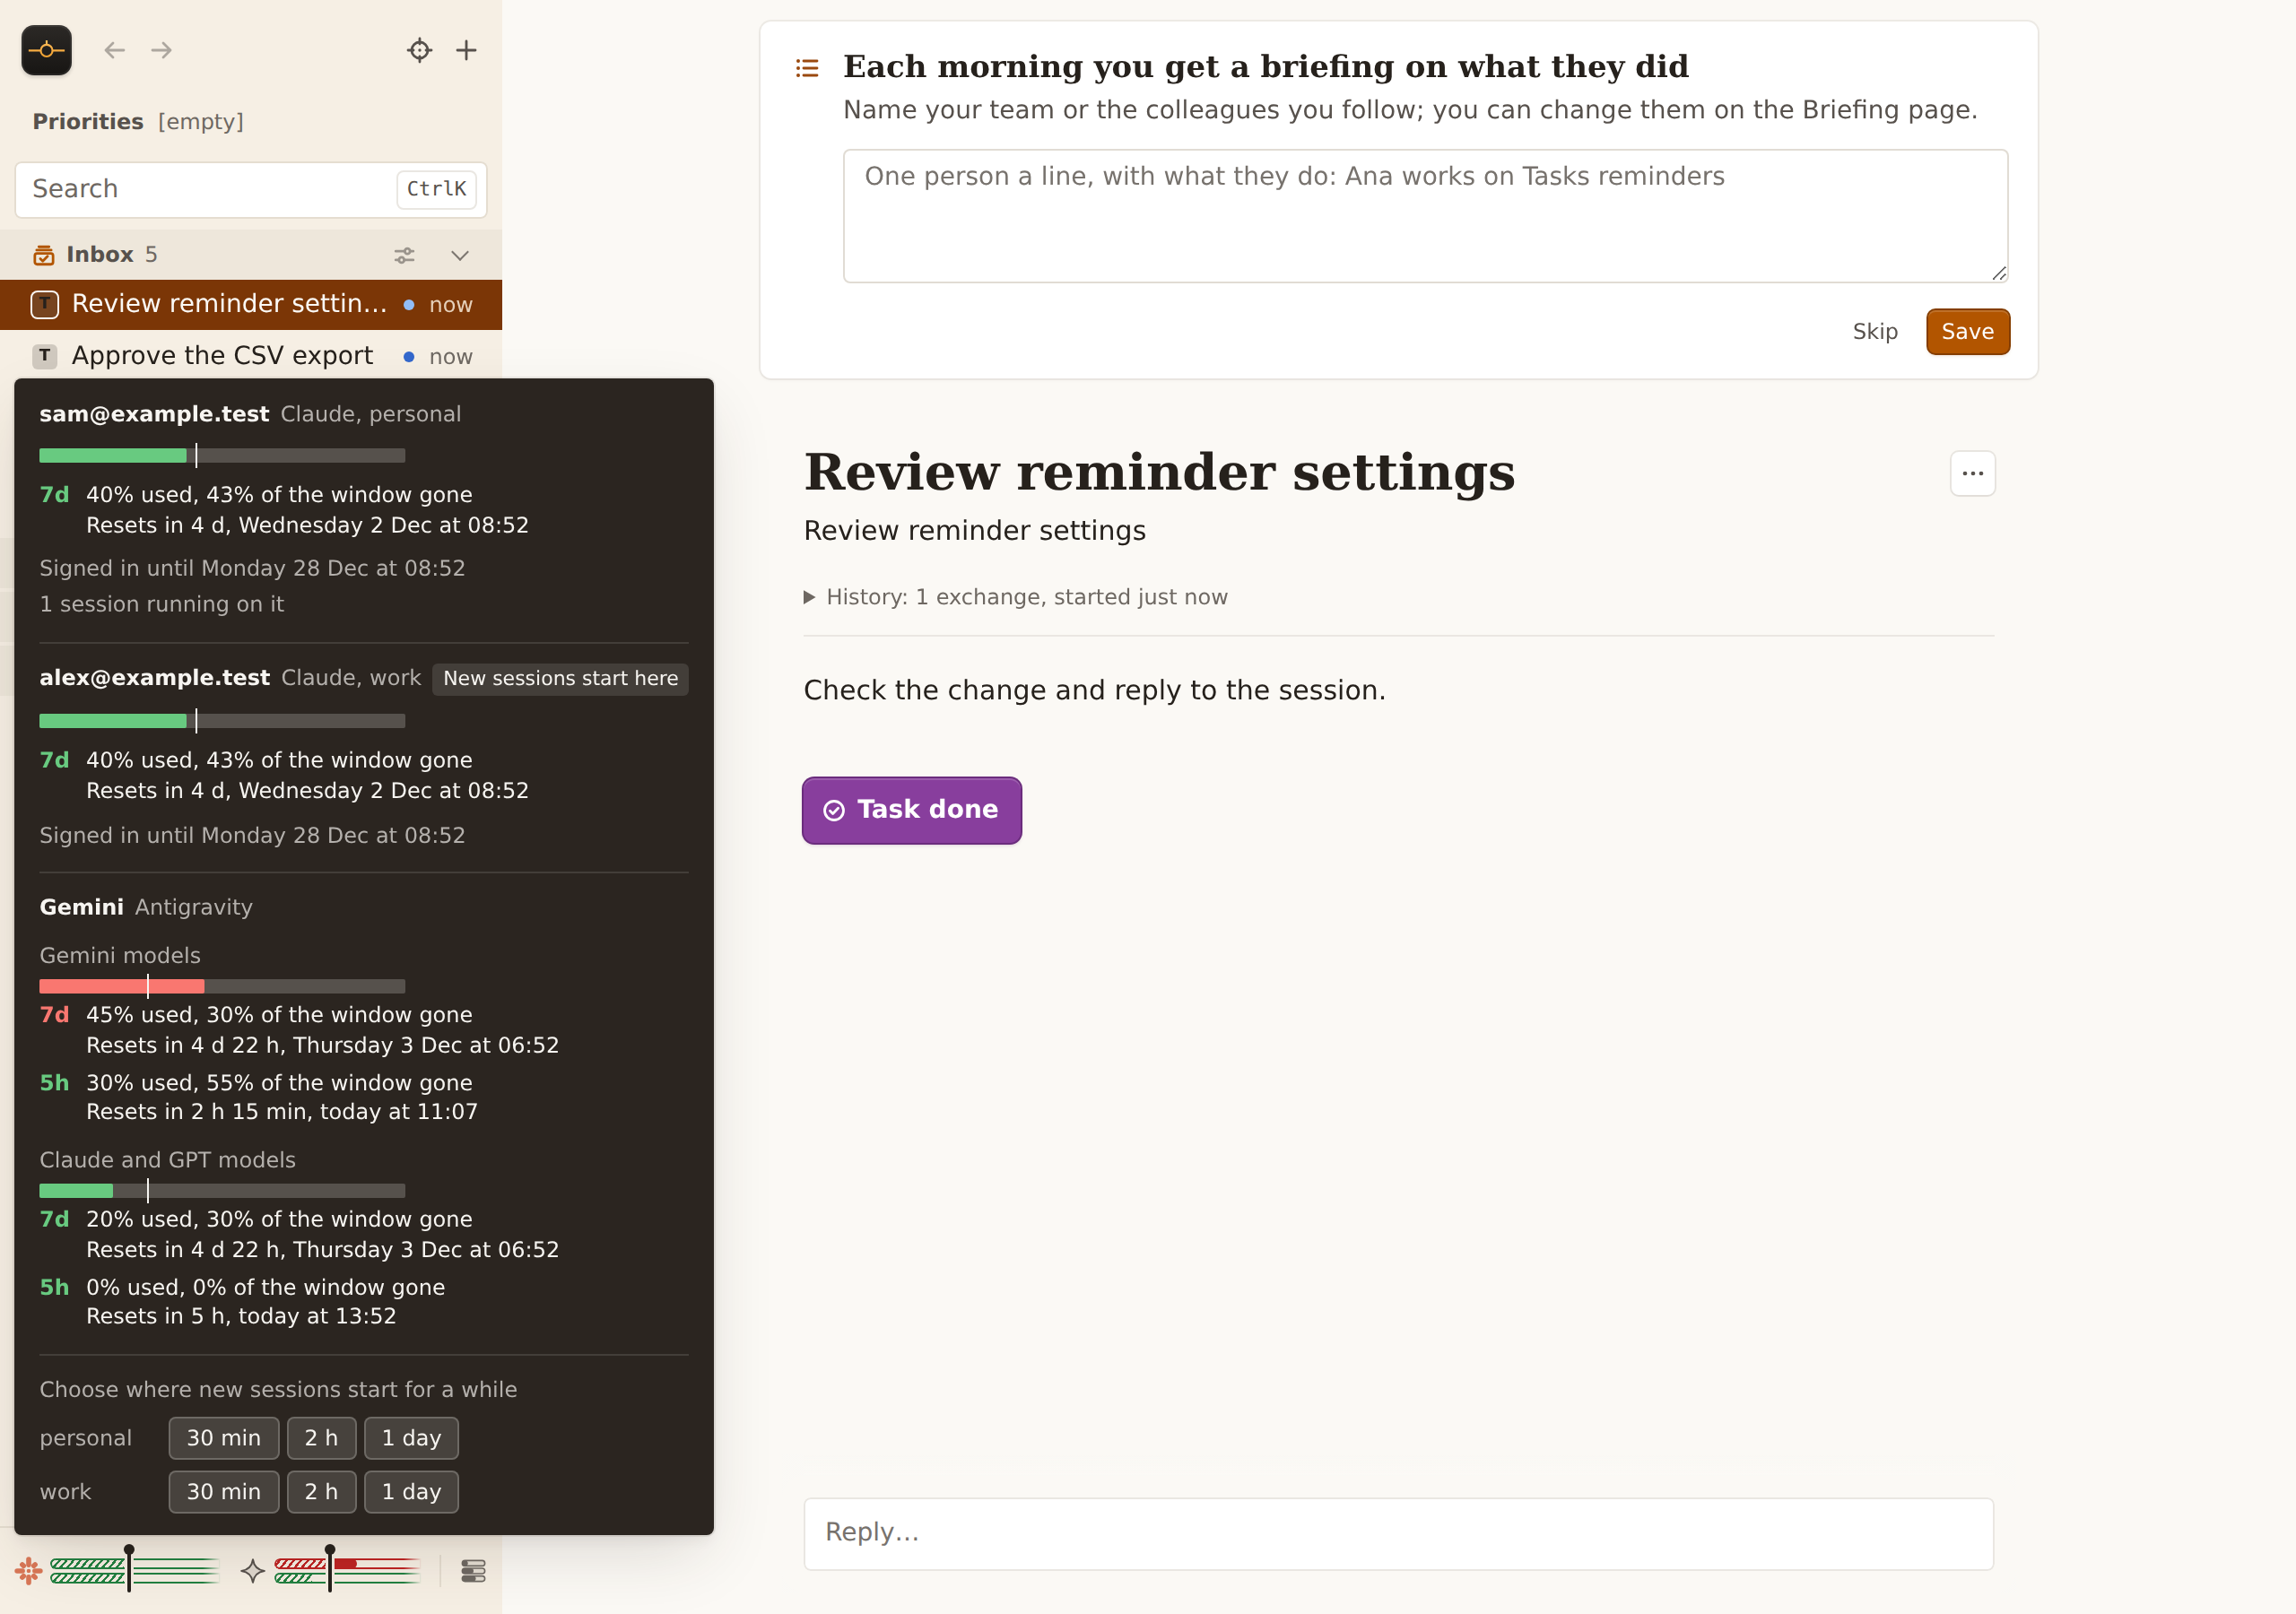 Priorities [empty]
Search CtrlK
Inbox 5
T Review reminder settin… now
T Approve the CSV export now
sam@example.test Claude, personal
7d 40% used, 43% of the window gone
Resets in 4 d, Wednesday 2 Dec at 08:52
Signed in until Monday 28 Dec at 08:52
1 session running on it
alex@example.test Claude, work New sessions start here
7d 40% used, 43% of the window gone
Resets in 4 d, Wednesday 2 Dec at 08:52
Signed in until Monday 28 Dec at 08:52
Gemini Antigravity
Gemini models
7d 45% used, 30% of the window gone
Resets in 4 d 22 h, Thursday 3 Dec at 06:52
5h 30% used, 55% of the window gone
Resets in 2 h 15 min, today at 11:07
Claude and GPT models
7d 20% used, 30% of the window gone
Resets in 4 d 22 h, Thursday 3 Dec at 06:52
5h 0% used, 0% of the window gone
Resets in 5 h, today at 13:52
Choose where new sessions start for a while
personal 30 min 2 h 1 day
work 30 min 2 h 1 day
Each morning you get a briefing on what they did
Name your team or the colleagues you follow; you can change them on the Briefing page.
One person a line, with what they do: Ana works on Tasks reminders
Skip Save
Review reminder settings
...
Review reminder settings
History: 1 exchange, started just now
Check the change and reply to the session.
Task done
Reply…